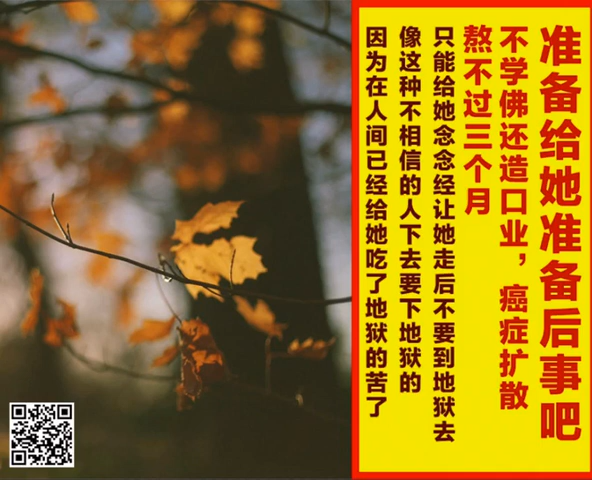 准备给她准备后事吧
不学佛还造口业，癌症扩散
熬不过三个月
只能给她念念经让她走后不要到地狱去
像这种不相信的人下去要下地狱的
因为在人间已经给她吃了地狱的苦了